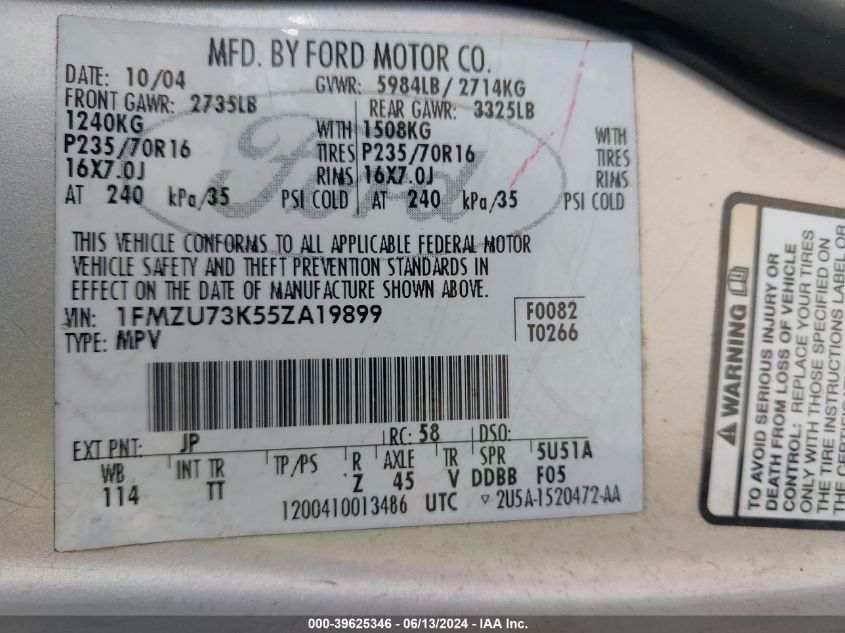 MFD. BY FORD MOTOR CO.
DATE: 10/04 GVWR: 5984LB/ 2714KG
FRONT GAWR: 2735LB REAR GAWR: 3325LB
1240KG WITH 1508KG WITH
P235/70R16 TIRES P235/70R16 TIRES
16X7.0J RIMS 16X7.0J RIMS
AT 240 kPa/35 PSI COLD AT 240 kPa/35 PSI COLD
Ford
THIS VEHICLE CONFORMS TO ALL APPLICABLE FEDERAL MOTOR
VEHICLE SAFETY AND THEFT PREVENTION STANDARDS IN
EFFECT ON THE DATE OF MANUFACTURE SHOWN ABOVE.
VIN: 1FMZU73K55ZA19899 F0082
TYPE: MPV T0266
EXT PNT: JP RC: 58 DSO:
WB INT TR TP/PS R AXLE TR SPR 5U51A
114 TT Z 45 V DDBB F05
1200410013486 UTC ▽ 2U5A-1520472-AA
⚠ WARNING
TO AVOID SERIOUS INJURY OR
DEATH FROM LOSS OF VEHICLE
CONTROL: REPLACE YOUR TIRES
ONLY WITH THOSE SPECIFIED ON
THE TIRE INSTRUCTION LABEL OR
000-39625346 - 06/13/2024 - IAA Inc.